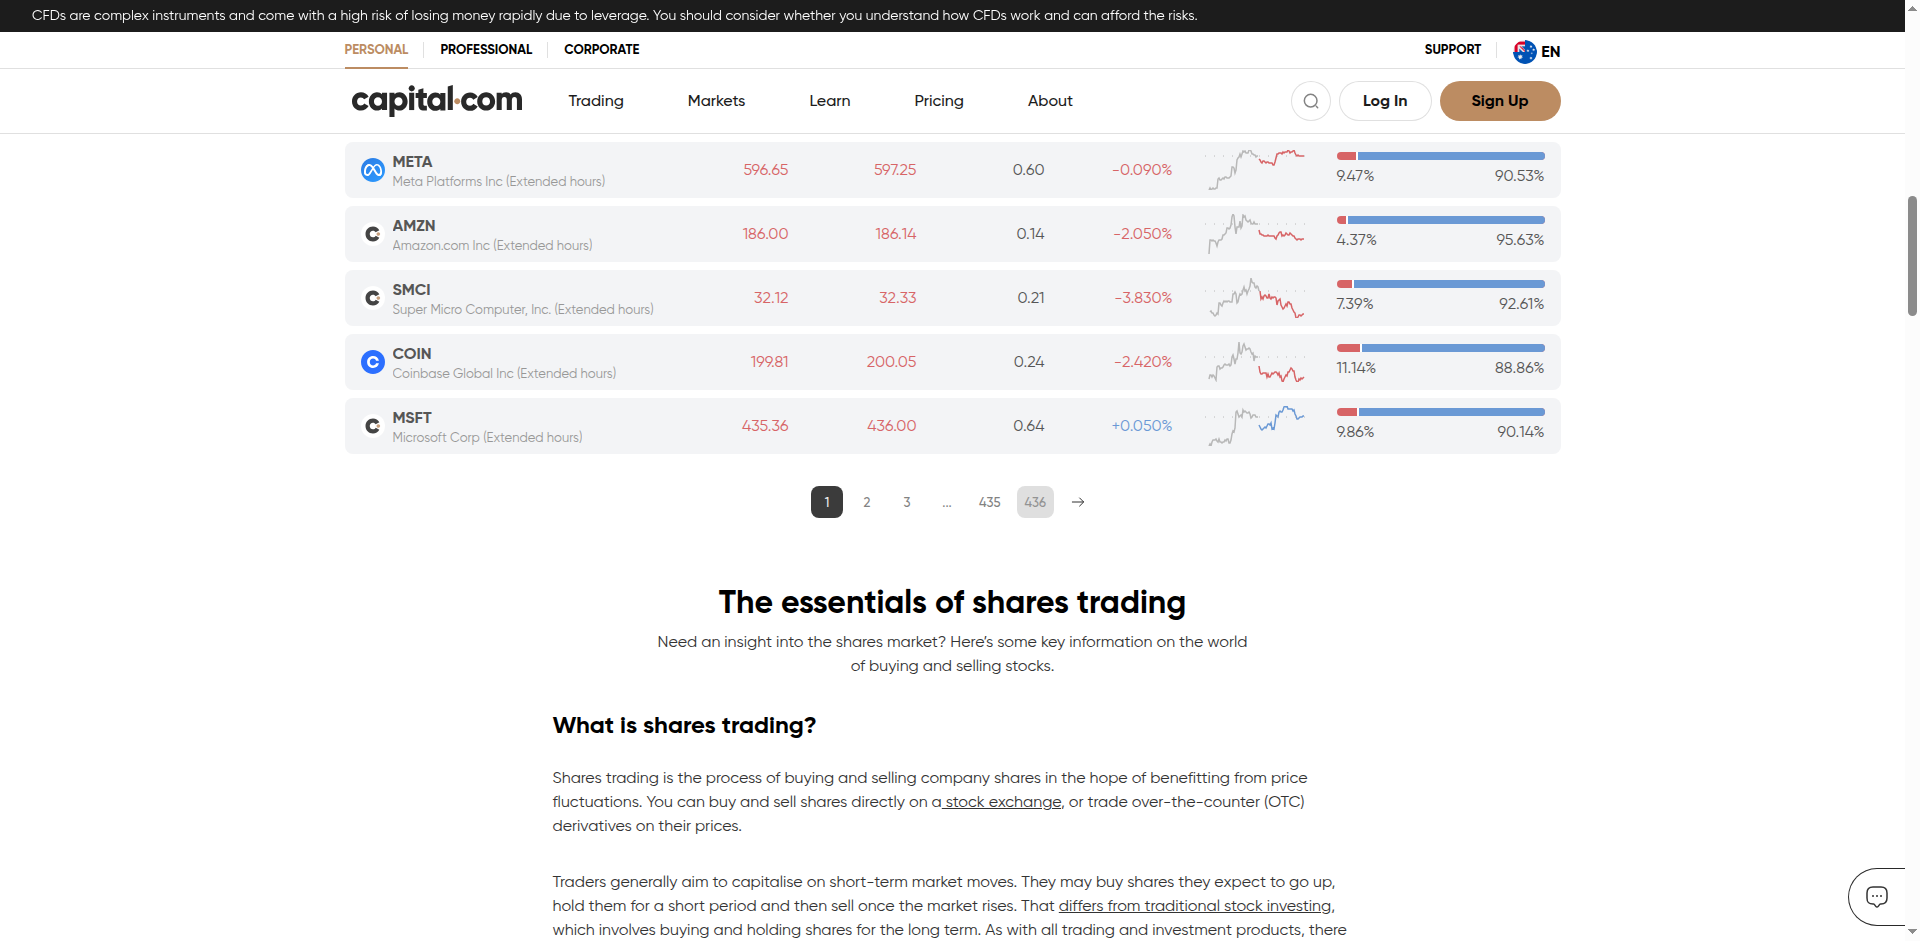 CFDs are complex instruments and come with a high risk of losing money rapidly due to leverage. You should consider whether you understand how CFDs work and can afford the risks.
PERSONAL PROFESSIONAL CORPORATE SUPPORT EN
capital.com Trading Markets Learn Pricing About Log In Sign Up
META
Meta Platforms Inc (Extended hours) 596.65 597.25 0.60 -0.090% 9.47% 90.53%
AMZN
Amazon.com Inc (Extended hours) 186.00 186.14 0.14 -2.050% 4.37% 95.63%
SMCI
Super Micro Computer, Inc. (Extended hours) 32.12 32.33 0.21 -3.830% 7.39% 92.61%
COIN
Coinbase Global Inc (Extended hours) 199.81 200.05 0.24 -2.420% 11.14% 88.86%
MSFT
Microsoft Corp (Extended hours) 435.36 436.00 0.64 +0.050% 9.86% 90.14%
1 2 3 ... 435 436
The essentials of shares trading
Need an insight into the shares market? Here’s some key information on the world
of buying and selling stocks.
What is shares trading?
Shares trading is the process of buying and selling company shares in the hope of benefitting from price
fluctuations. You can buy and sell shares directly on a stock exchange, or trade over-the-counter (OTC)
derivatives on their prices.
Traders generally aim to capitalise on short-term market moves. They may buy shares they expect to go up,
hold them for a short period and then sell once the market rises. That differs from traditional stock investing,
which involves buying and holding shares for the long term. As with all trading and investment products, there